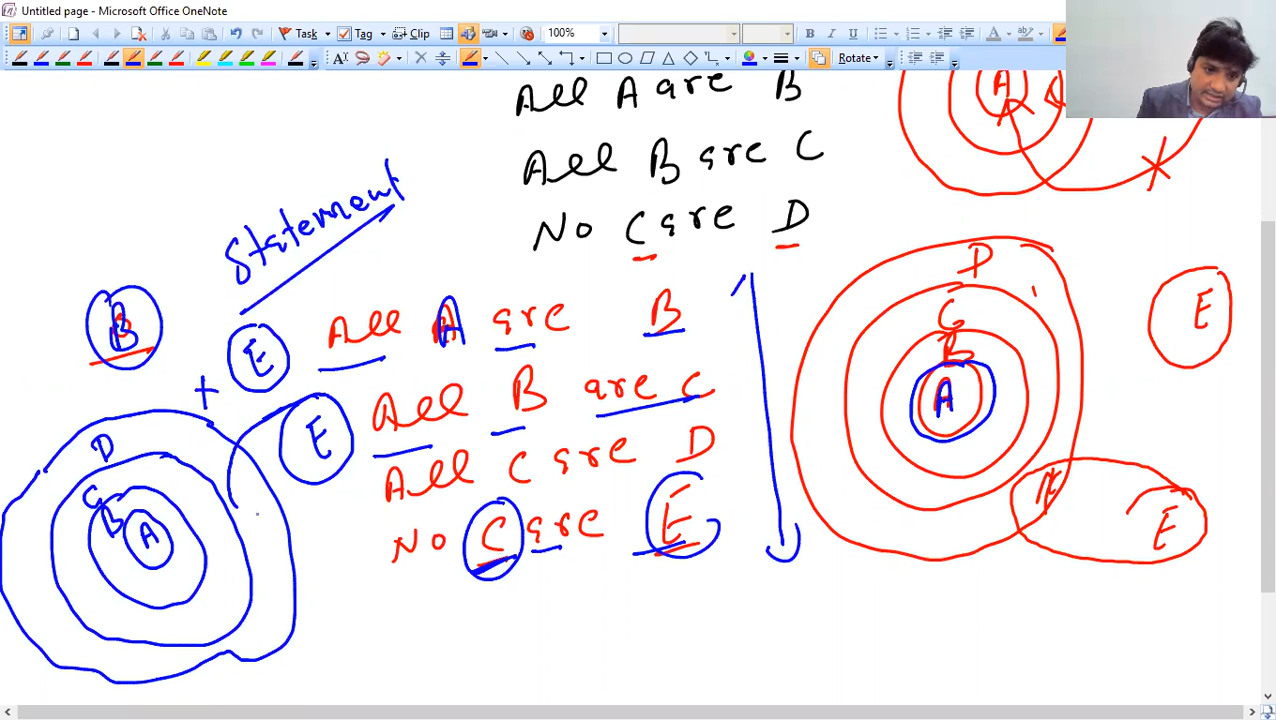 Untitled page - Microsoft OneNote
Task Tag Clip 100% B I U A ab
A Rotate
All A are B
All B are C
No C are D
Statement
All A are B
All B are C
All C are D
No C are E
B
E
E
D
C
B
A
A
D
C
B
A
E
E